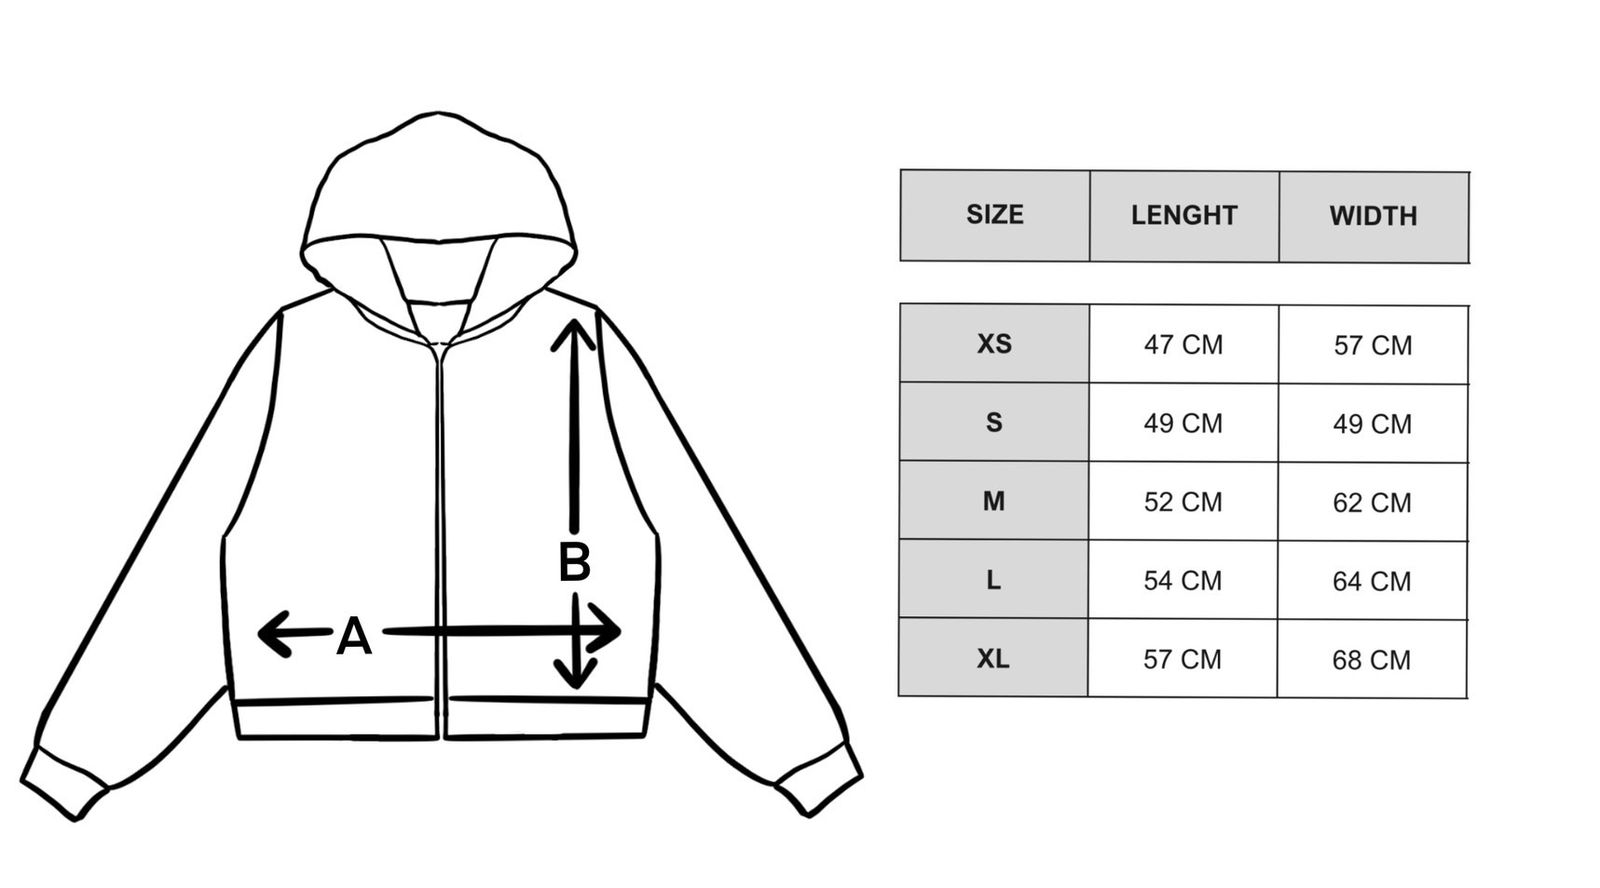 B
A
SIZE LENGHT WIDTH
XS 47 CM 57 CM
S 49 CM 49 CM
M 52 CM 62 CM
L 54 CM 64 CM
XL 57 CM 68 CM